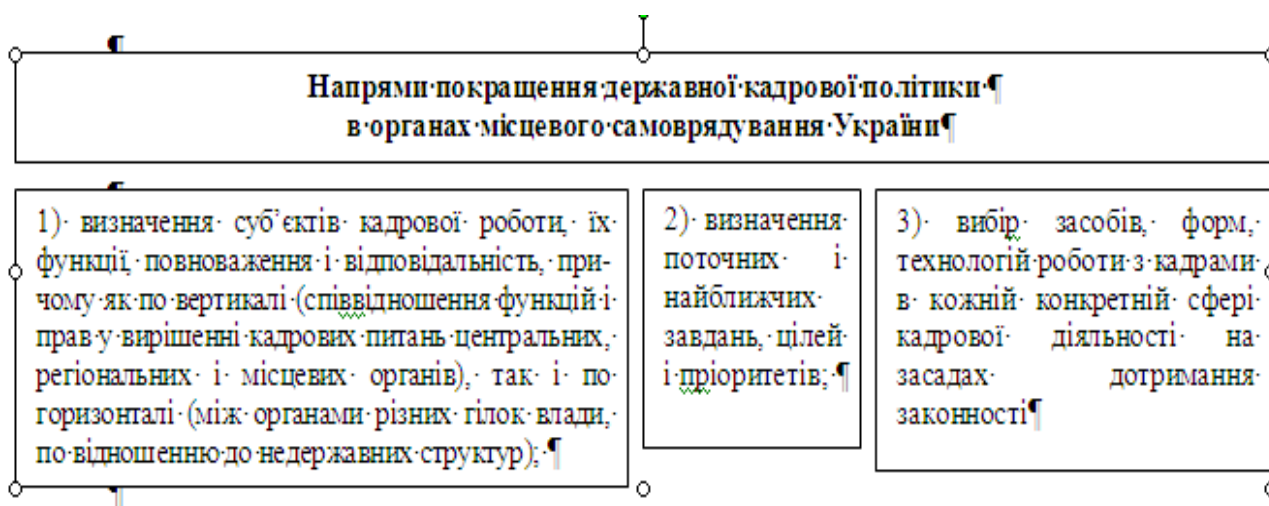 Напрями покращення державної кадрової політики
в органах місцевого самоврядування України
1) визначення суб’єктів кадрової роботи, їх
функції, повноваження і відповідальність, при-
чому як по вертикалі (співвідношення функцій і
прав у вирішенні кадрових питань центральних,
регіональних і місцевих органів), так і по
горизонталі (між органами різних гілок влади,
по відношенню до недержавних структур);
2) визначення
поточних і
найближчих
завдань, цілей
і пріоритетів;
3) вибір засобів, форм,
технологій роботи з кадрами
в кожній конкретній сфері
кадрової діяльності на
засадах дотримання
законності